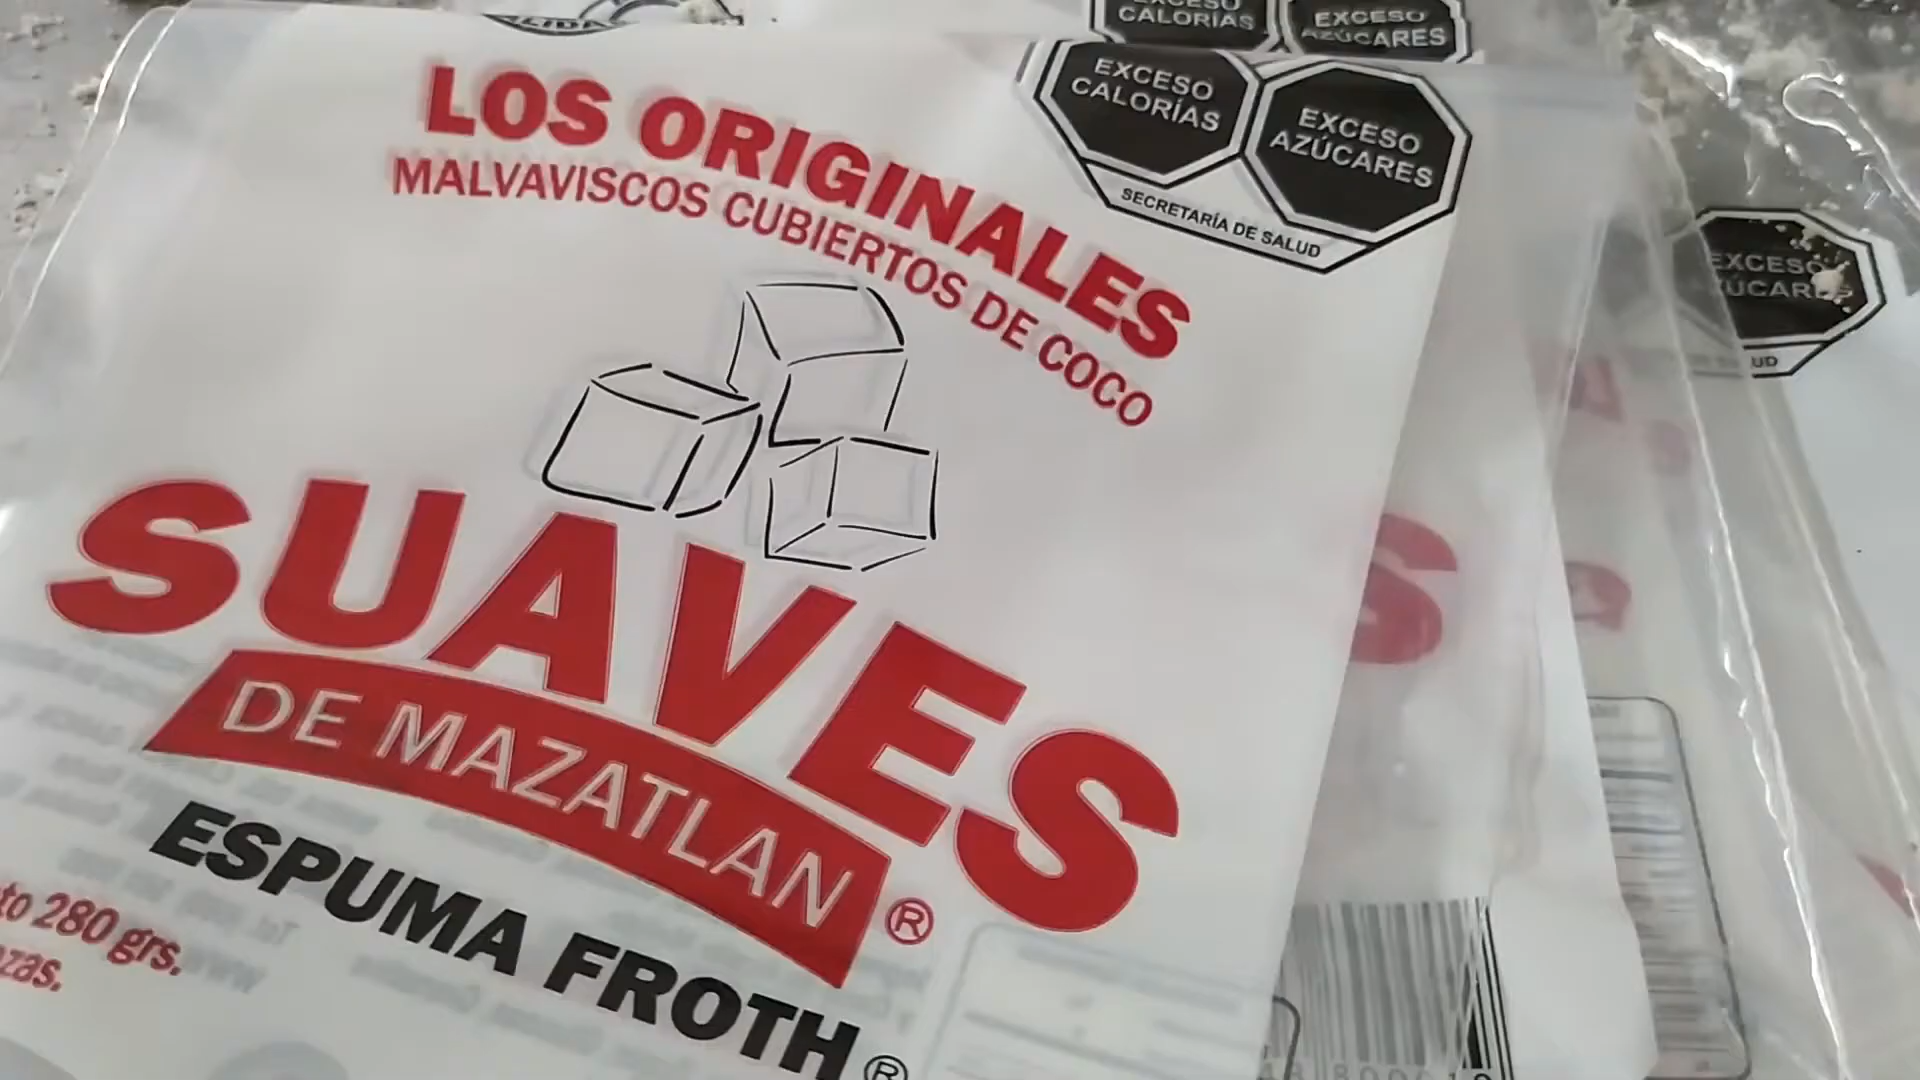 EXCESO
CALORÍAS
EXCESO
AZÚCARES
EXCESO
CALORÍAS
EXCESO
AZÚCARES
SECRETARÍA DE SALUD
LOS ORIGINALES
MALVAVISCOS CUBIERTOS DE COCO
SUAVES
DE MAZATLAN ®
ESPUMA FROTH ®
280 grs.
EXCESO